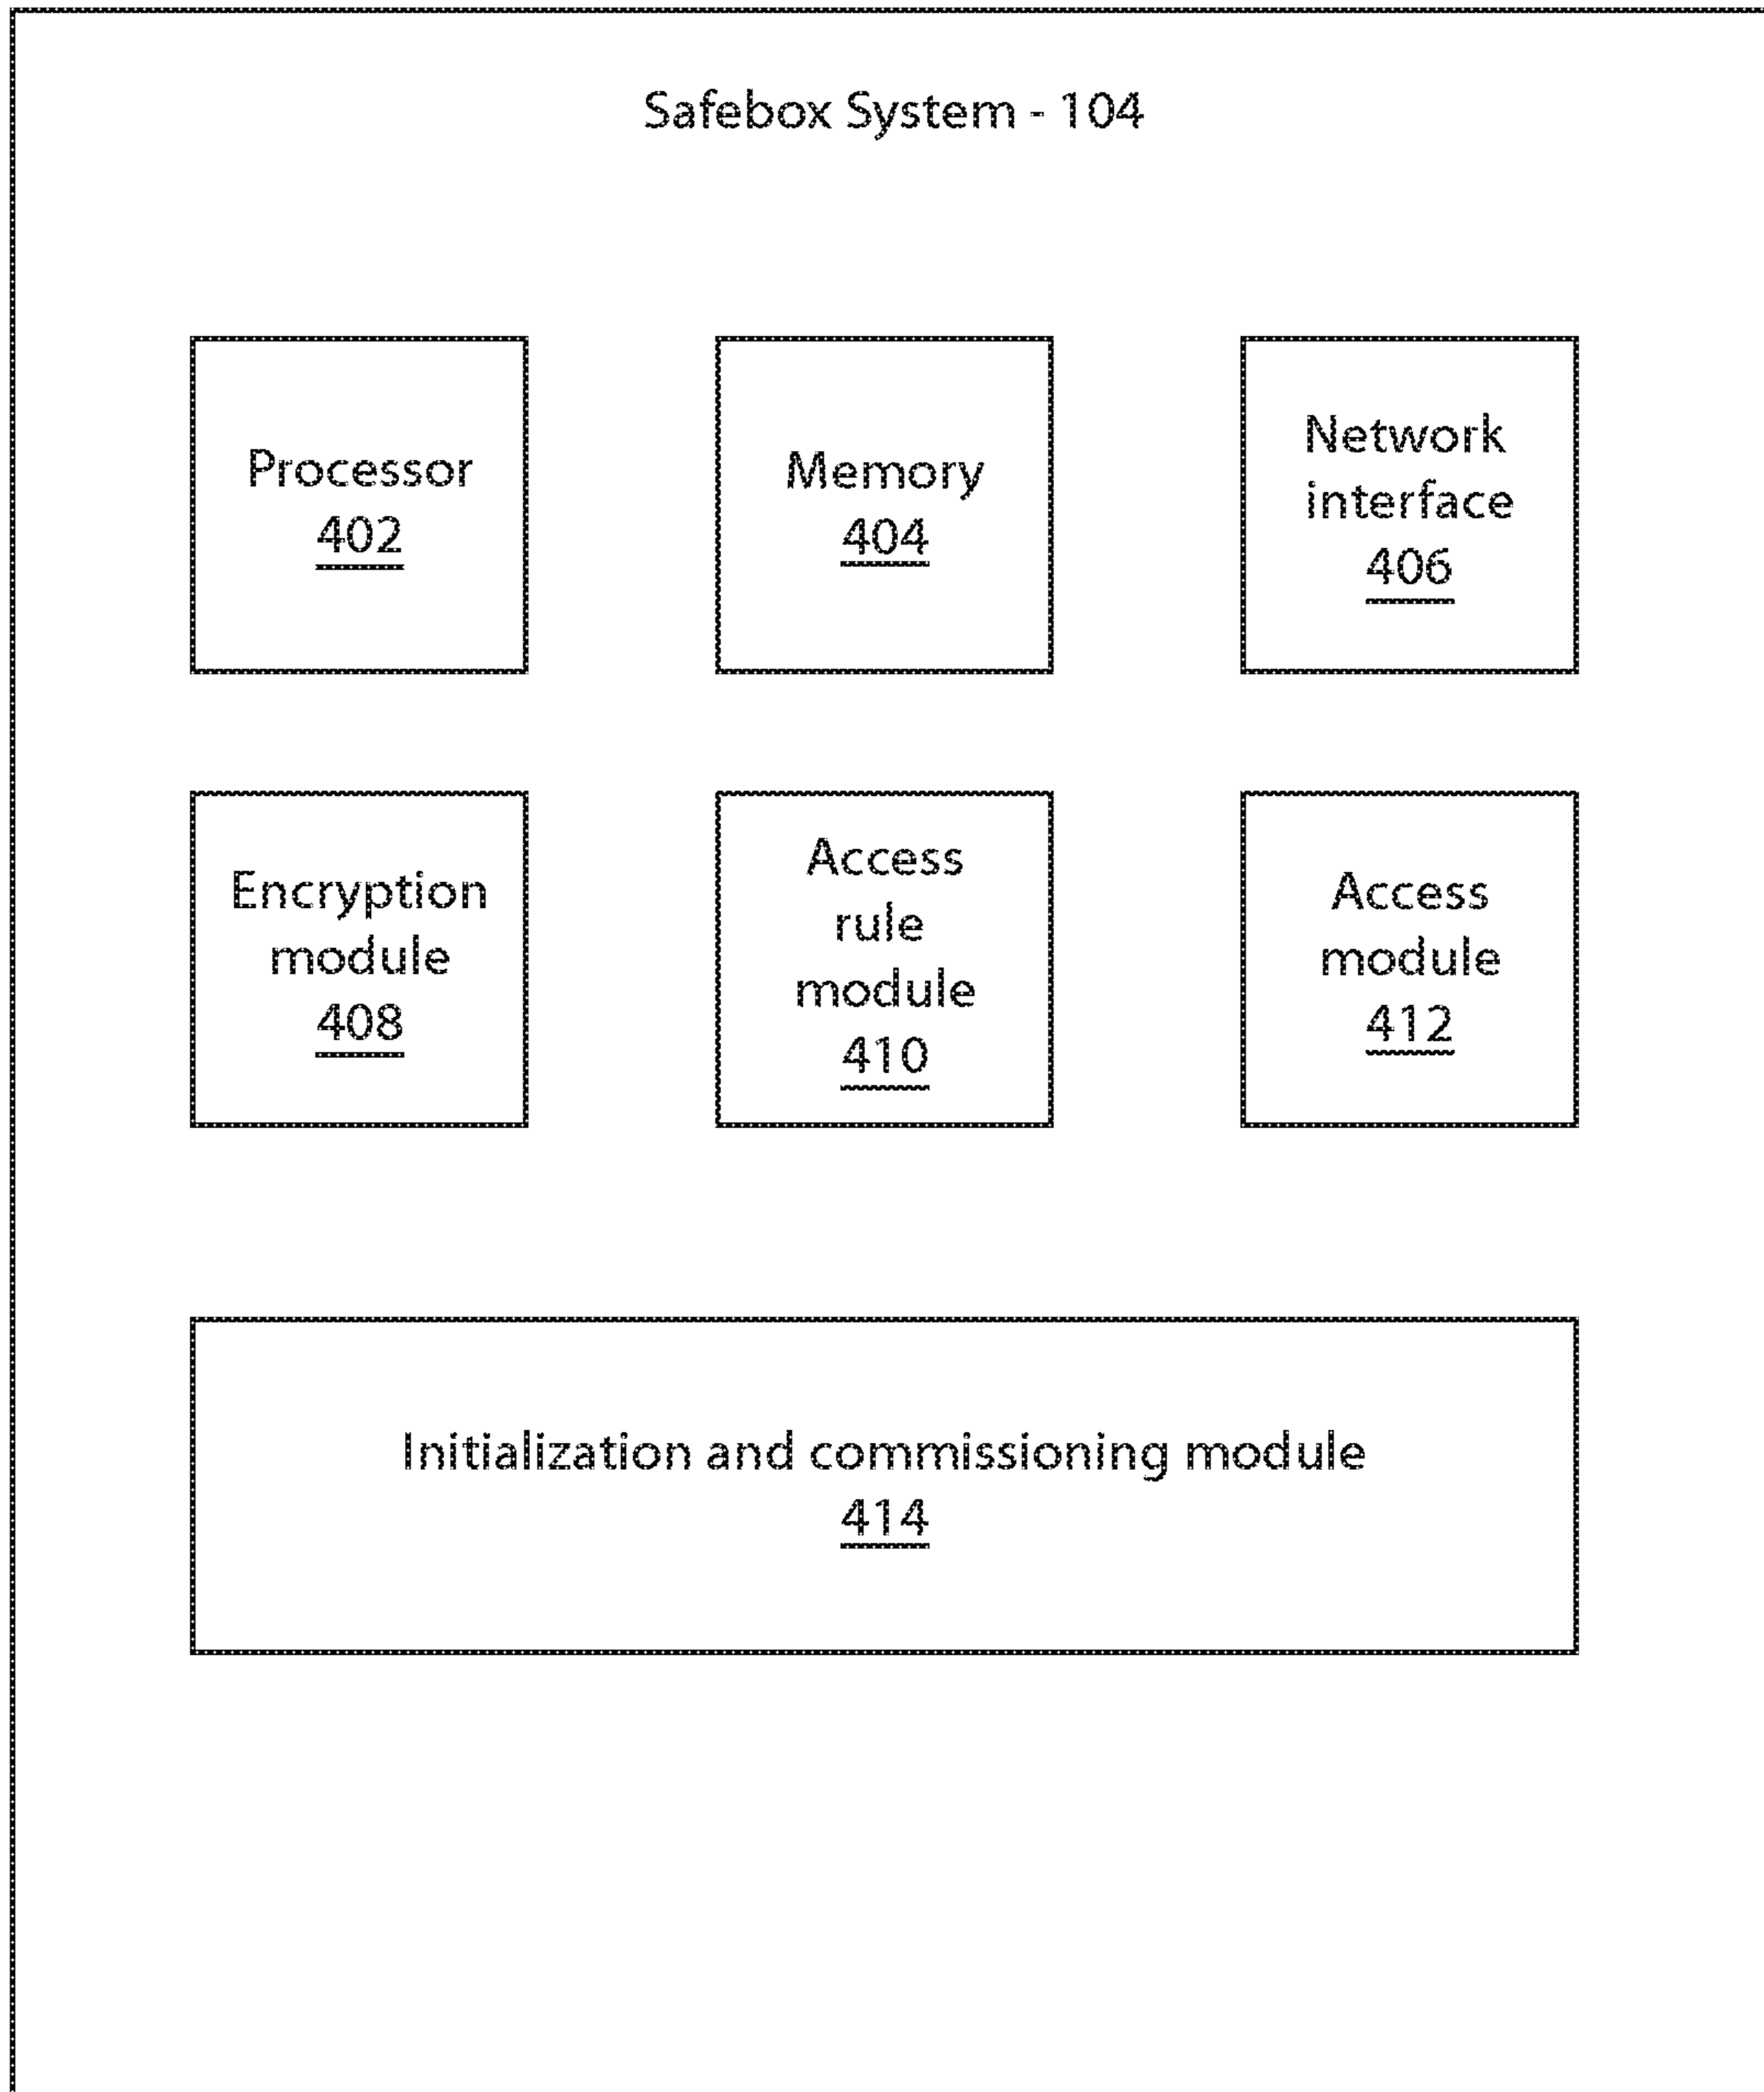 Safebox System - 104
Processor
402
Memory
404
Network
interface
406
Encryption
module
408
Access
rule
module
410
Access
module
412
Initialization and commissioning module
414